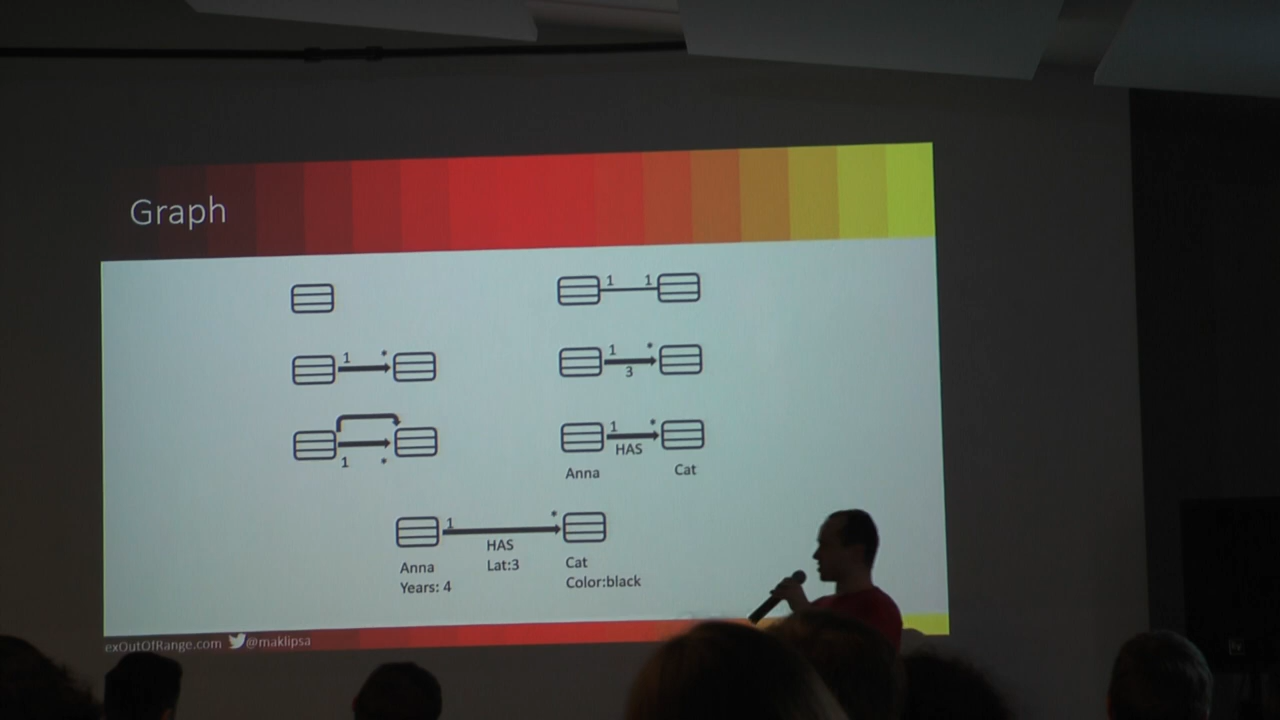 Graph
1 1
1 *
1 *
3
1 *
1 *
HAS
Anna Cat
1 *
HAS
Lat:3
Anna
Years: 4
Cat
Color:black
exOutOfRange.com @maklipsa